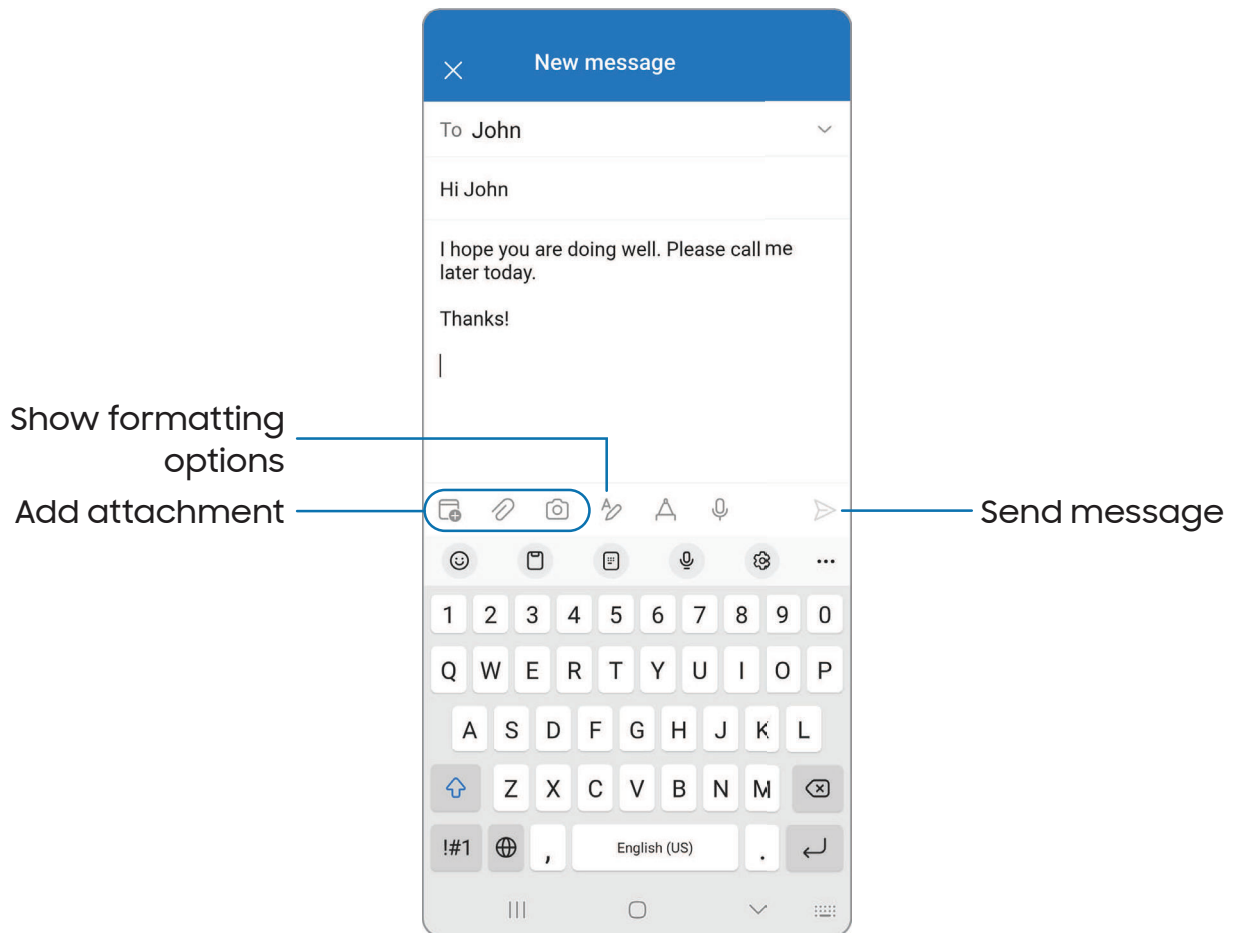 New message
To John
Hi John
I hope you are doing well. Please call me
later today.
Thanks!
Show formatting
options
Add attachment
Send message
1 2 3 4 5 6 7 8 9 0
Q W E R T Y U I O P
A S D F G H J K L
Z X C V B N M
!#1 , English (US) .